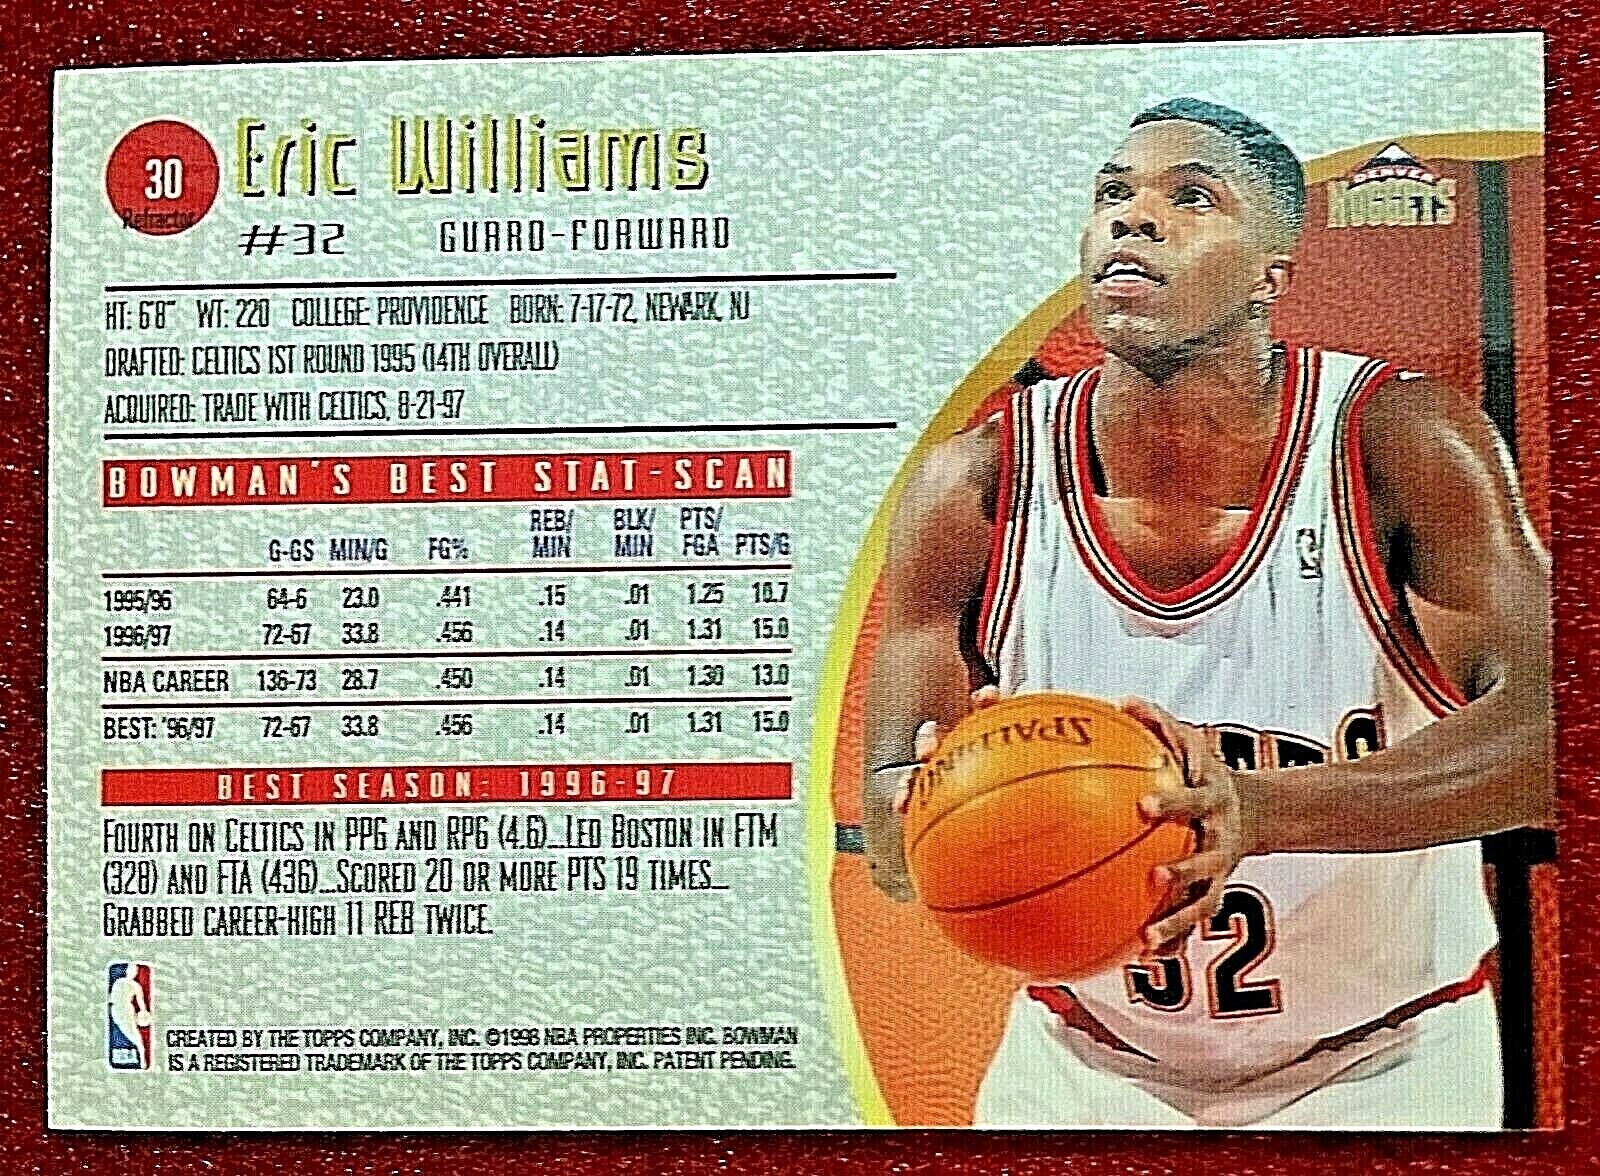 30
Refractor
Eric Williams
#32 GUARD-FORWARD
HT: 6'8" WT: 220 COLLEGE: PROVIDENCE BORN: 7-17-72, NEWARK, NJ
DRAFTED: CELTICS 1ST ROUND 1995 (14TH OVERALL)
ACQUIRED: TRADE WITH CELTICS, 8-21-97
BOWMAN'S BEST STAT-SCAN
REB/ BLK/ PTS/
G-GS MIN/G FG% MIN MIN FGA PTS/G
1995/96 64-6 23.0 .441 .15 .01 1.25 10.7
1996/97 72-67 33.8 .456 .14 .01 1.31 15.0
NBA CAREER 136-73 28.7 .450 .14 .01 1.30 13.0
BEST: '96/97 72-67 33.8 .456 .14 .01 1.31 15.0
BEST SEASON: 1996-97
FOURTH ON CELTICS IN PPG AND RPG (4.6)...LED BOSTON IN FTM
(328) AND FTA (436)...SCORED 20 OR MORE PTS 19 TIMES...
GRABBED CAREER-HIGH 11 REB TWICE.
NBA
CREATED BY THE TOPPS COMPANY, INC. ©1998 NBA PROPERTIES INC. BOWMAN
IS A REGISTERED TRADEMARK OF THE TOPPS COMPANY, INC. PATENT PENDING.
DENVER
NUGGETS
SPALDING
32